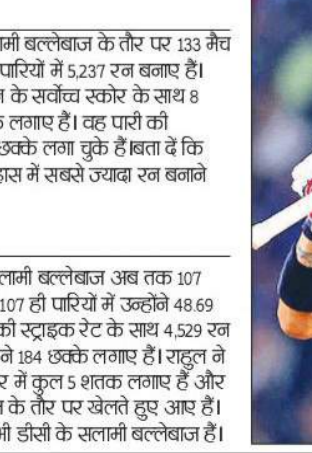 मी बल्लेबाज के तौर पर 133 मैच
पारियों में 5,237 रन बनाए हैं।
के सर्वोच्च स्कोर के साथ 8
लगाए हैं। वह पारी की
छक्के लगा चुके हैं।बता दें कि
में सबसे ज्यादा रन बनाने
लामी बल्लेबाज अब तक 107
107 ही पारियों में उन्होंने 48.69
की स्ट्राइक रेट के साथ 4,529 रन
ने 184 छक्के लगाए हैं। राहुल ने
र में कुल 5 शतक लगाए हैं और
के तौर पर खेलते हुए आए हैं।
भी डीसी के सलामी बल्लेबाज हैं।